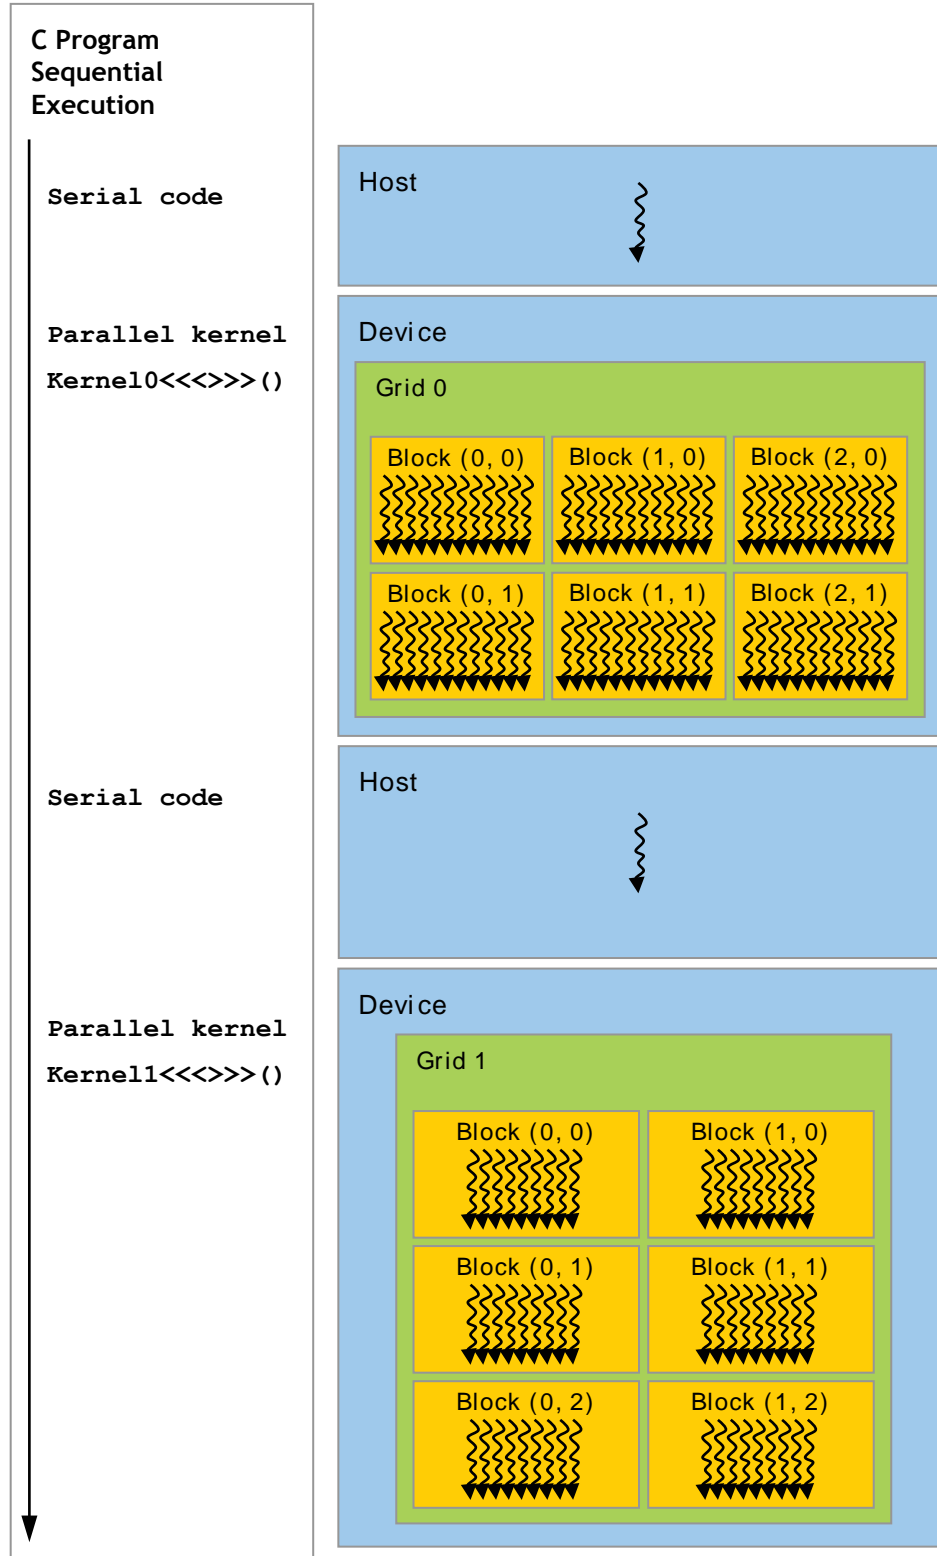 C Program
Sequential
Execution
Serial code
Host
Parallel kernel
Kernel0<<<>>>()
Device
Grid 0
Block (0, 0) Block (1, 0) Block (2, 0)
Block (0, 1) Block (1, 1) Block (2, 1)
Serial code
Host
Parallel kernel
Kernel1<<<>>>()
Device
Grid 1
Block (0, 0) Block (1, 0)
Block (0, 1) Block (1, 1)
Block (0, 2) Block (1, 2)